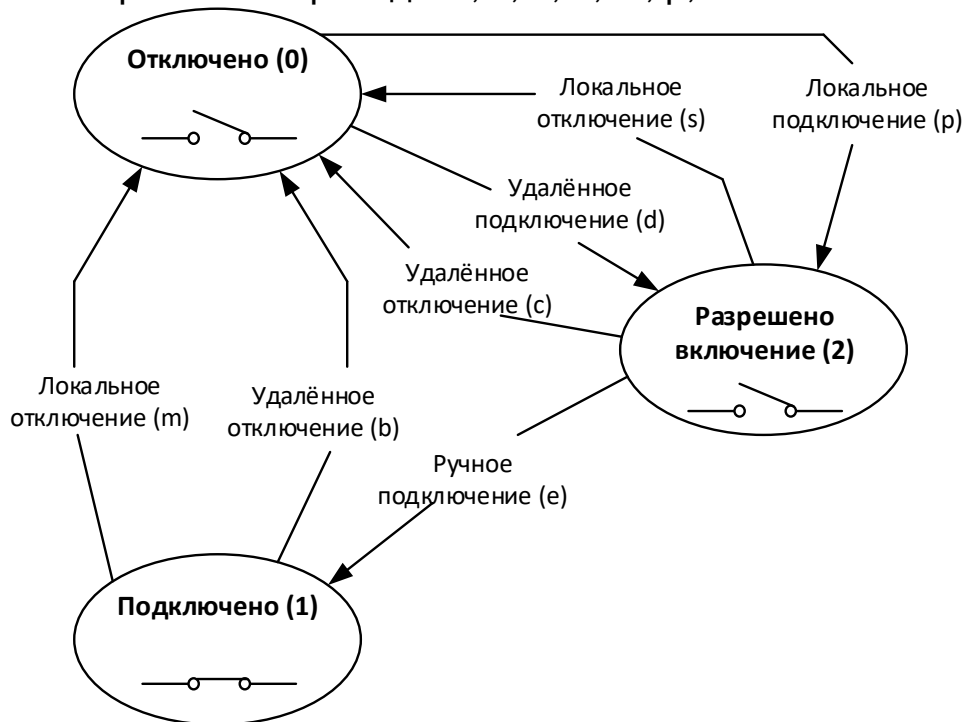 Отключено (0)
Локальное
отключение (s)
Локальное
подключение (p)
Удалённое
подключение (d)
Удалённое
отключение (c)
Разрешено
включение (2)
Локальное
отключение (m)
Удалённое
отключение (b)
Ручное
подключение (e)
Подключено (1)